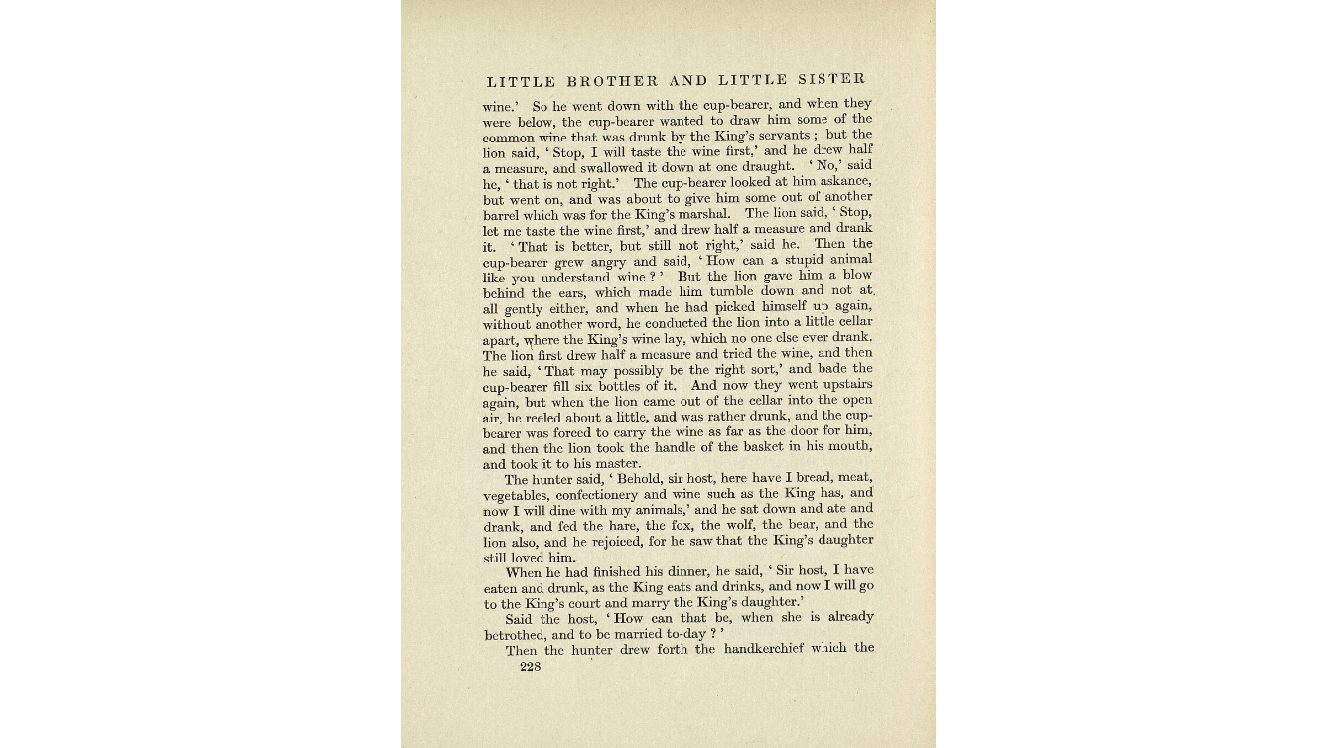 LITTLE BROTHER AND LITTLE SISTER
wine.’ So he went down with the cup-bearer, and when they
were below, the cup-bearer wanted to draw him some of the
common wine that was drunk by the King’s servants ; but the
lion said, ‘ Stop, I will taste the wine first,’ and he drew half
a measure, and swallowed it down at one draught. ‘ No,’ said
he, ‘ that is not right.’ The cup-bearer looked at him askance,
but went on, and was about to give him some out of another
barrel which was for the King’s marshal. The lion said, ‘ Stop,
let me taste the wine first,’ and drew half a measure and drank
it. ‘ That is better, but still not right,’ said he. Then the
cup-bearer grew angry and said, ‘ How can a stupid animal
like you understand wine ? ’ But the lion gave him a blow
behind the ears, which made him tumble down and not at
all gently either, and when he had picked himself up again,
without another word, he conducted the lion into a little cellar
apart, where the King’s wine lay, which no one else ever drank.
The lion first drew half a measure and tried the wine, and then
he said, ‘ That may possibly be the right sort,’ and bade the
cup-bearer fill six bottles of it. And now they went upstairs
again, but when the lion came out of the cellar into the open
air, he reeled about a little, and was rather drunk, and the cup-
bearer was forced to carry the wine as far as the door for him,
and then the lion took the handle of the basket in his mouth,
and took it to his master.
The hunter said, ‘ Behold, sir host, here have I bread, meat,
vegetables, confectionery and wine such as the King has, and
now I will dine with my animals,’ and he sat down and ate and
drank, and fed the hare, the fox, the wolf, the bear, and the
lion also, and he rejoiced, for he saw that the King’s daughter
still loved him.
When he had finished his dinner, he said, ‘ Sir host, I have
eaten and drunk, as the King eats and drinks, and now I will go
to the King’s court and marry the King’s daughter.’
Said the host, ‘ How can that be, when she is already
betrothed, and to be married to-day ? ’
Then the hunter drew forth the handkerchief which the
228